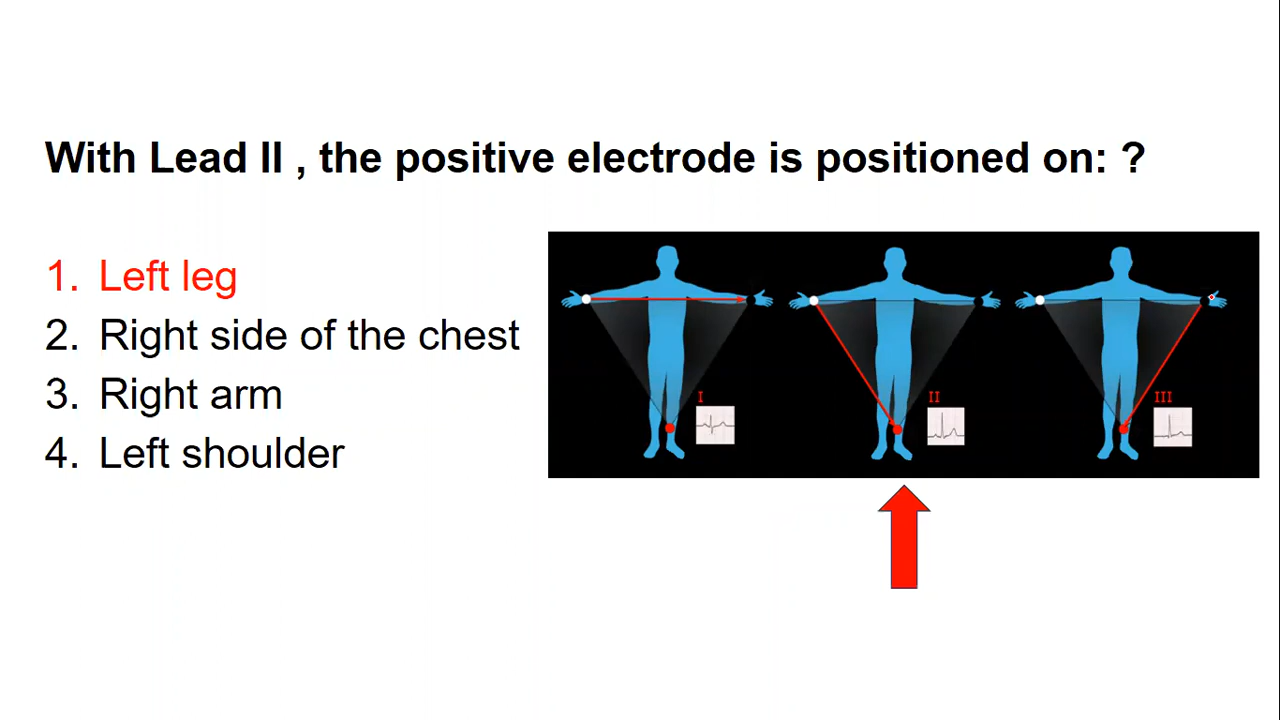 With Lead II , the positive electrode is positioned on: ?
1. Left leg
2. Right side of the chest
3. Right arm
4. Left shoulder
I
II
III